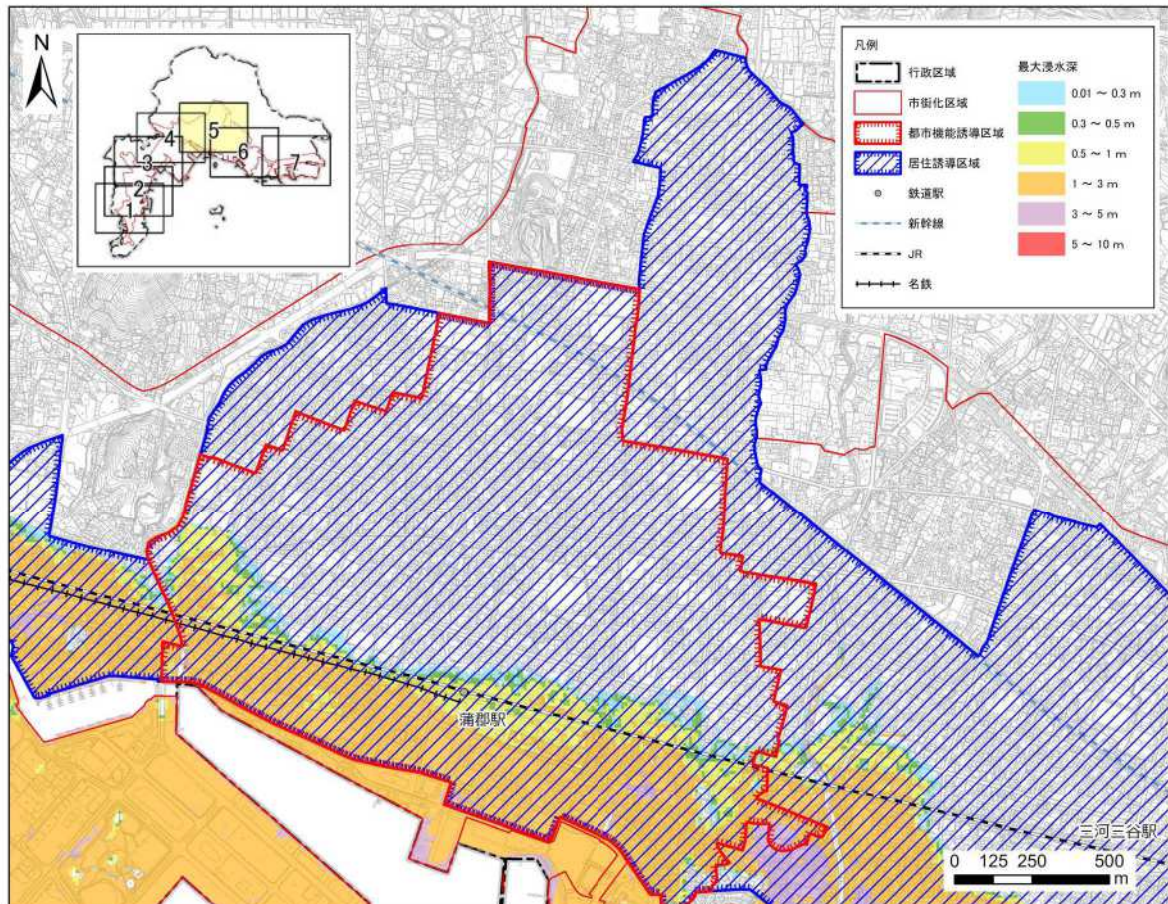 N
4
5
3
6
7
2
1
凡例
行政区域
市街化区域
都市機能誘導区域
居住誘導区域
鉄道駅
新幹線
JR
名鉄
最大浸水深
0.01 ～ 0.3 m
0.3 ～ 0.5 m
0.5 ～ 1 m
1 ～ 3 m
3 ～ 5 m
5 ～ 10 m
蒲郡駅
三河三谷駅
0 125 250 500
m